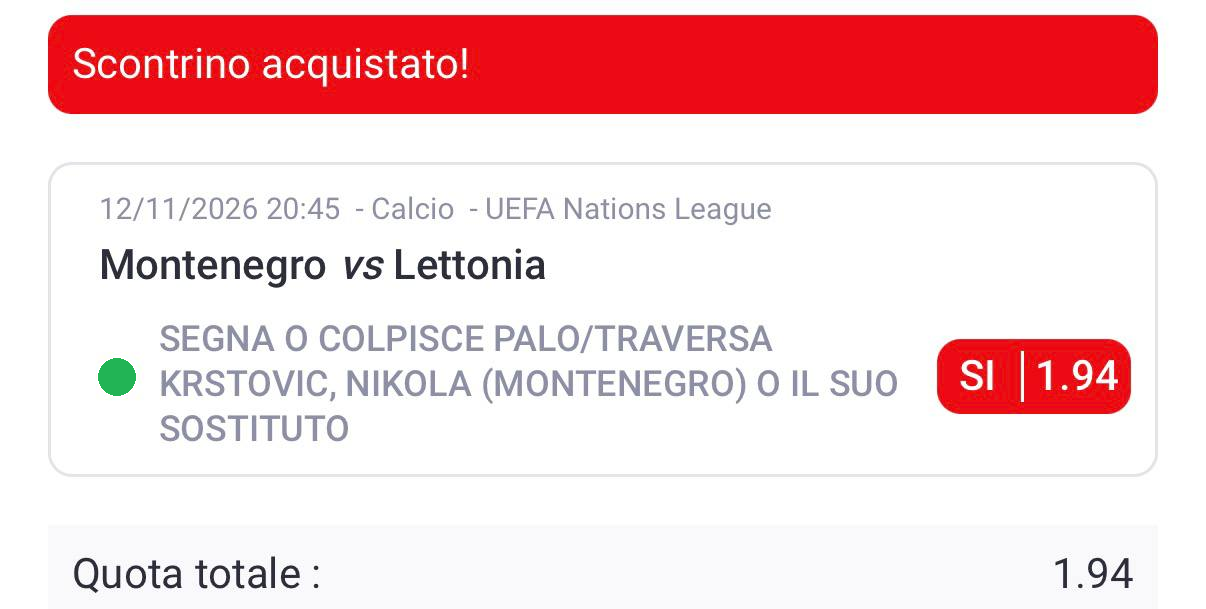 Scontrino acquistato!
12/11/2026 20:45 - Calcio - UEFA Nations League
Montenegro vs Lettonia
SEGNA O COLPISCE PALO/TRAVERSA
KRSTOVIC, NIKOLA (MONTENEGRO) O IL SUO
SOSTITUTO
SI | 1.94
Quota totale : 1.94